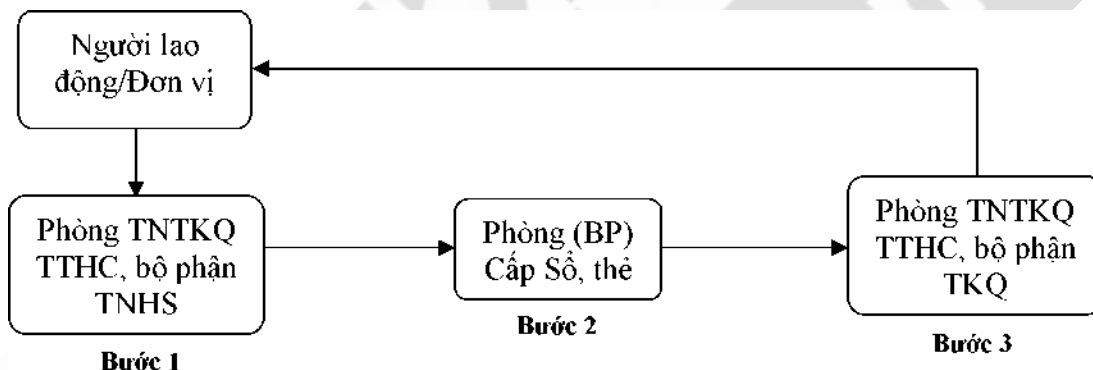 Người lao
động/Đơn vị
Phòng TNTKQ
TTHC, bộ phận
TNHS
Bước 1
Phòng (BP)
Cấp Sổ, thẻ
Bước 2
Phòng TNTKQ
TTHC, bộ phận
TKQ
Bước 3